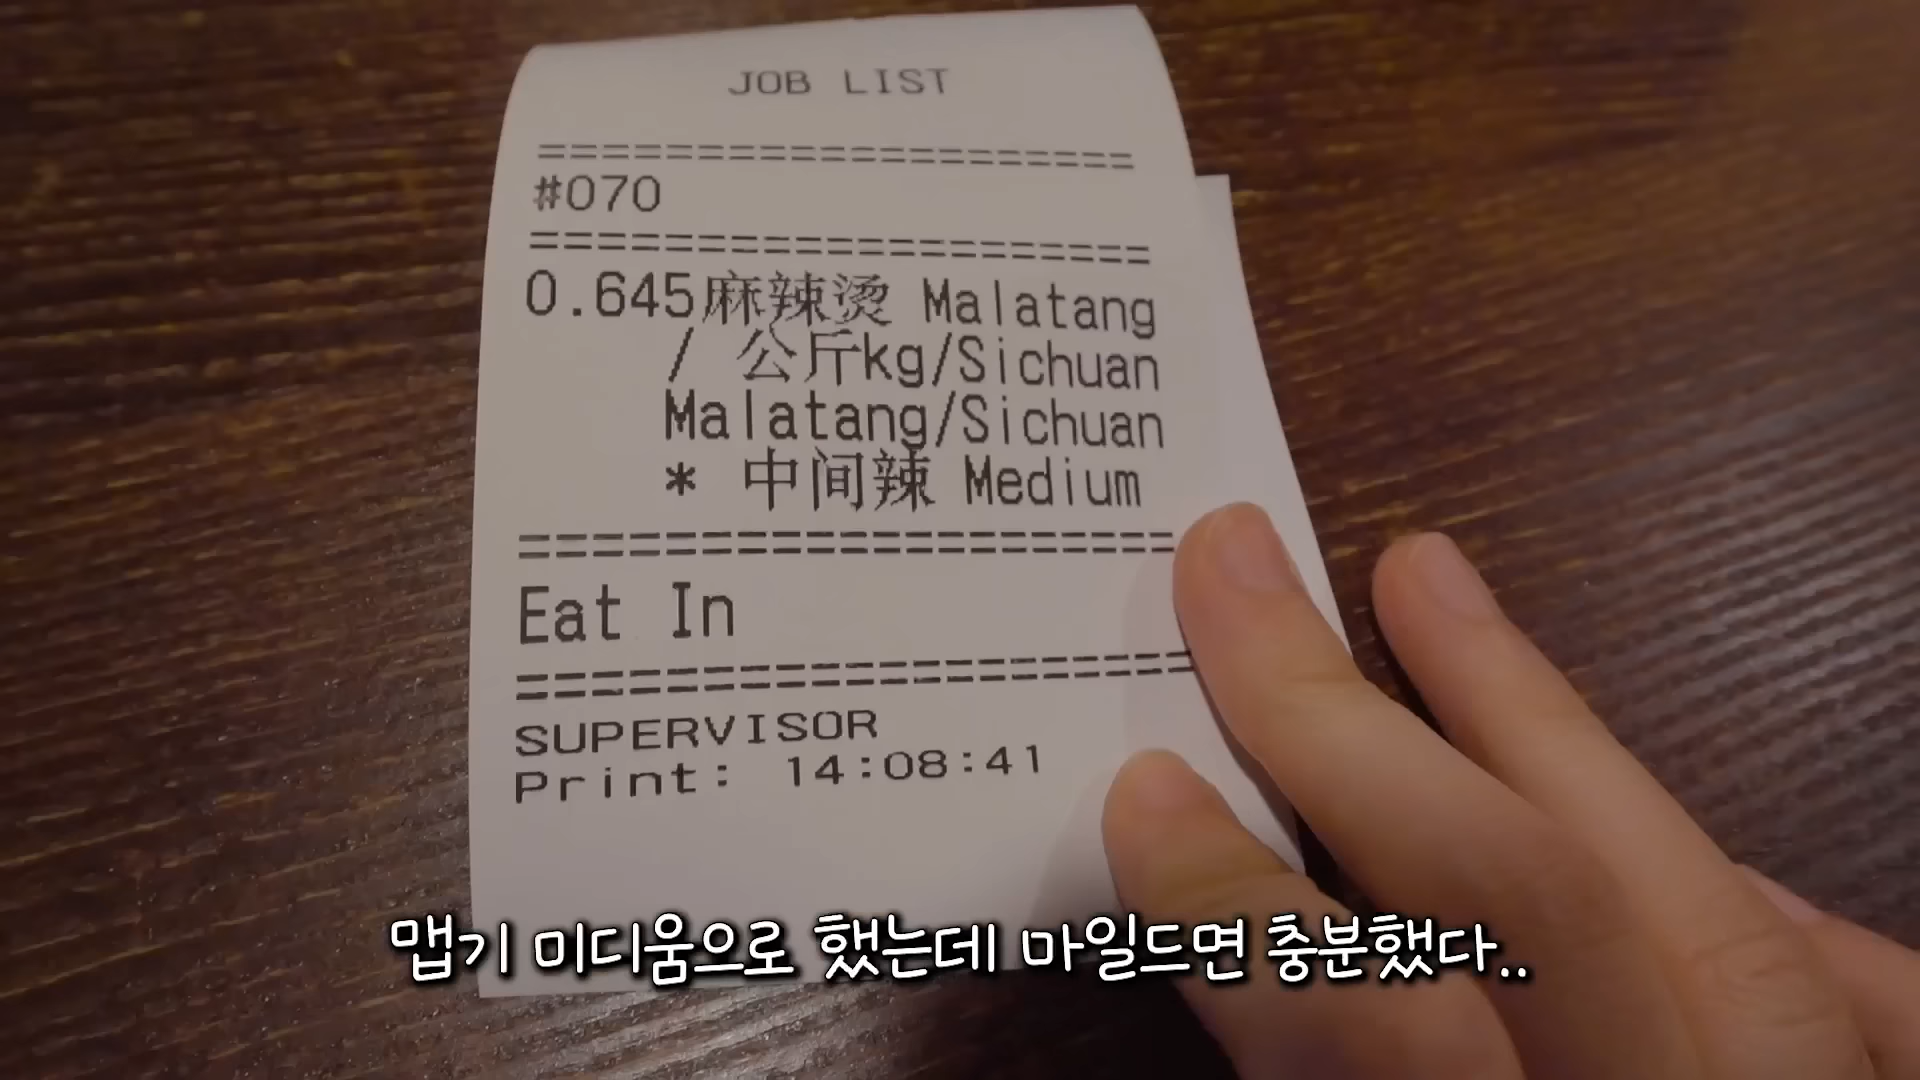 JOB LIST
==================
#070
==================
0.645麻辣烫 Malatang
/ 公斤kg/Sichuan
Malatang/Sichuan
* 中间辣 Medium
==================
Eat In
==================
SUPERVISOR
Print: 14:08:41
맵기 미디움으로 했는데 마일드면 충분했다..